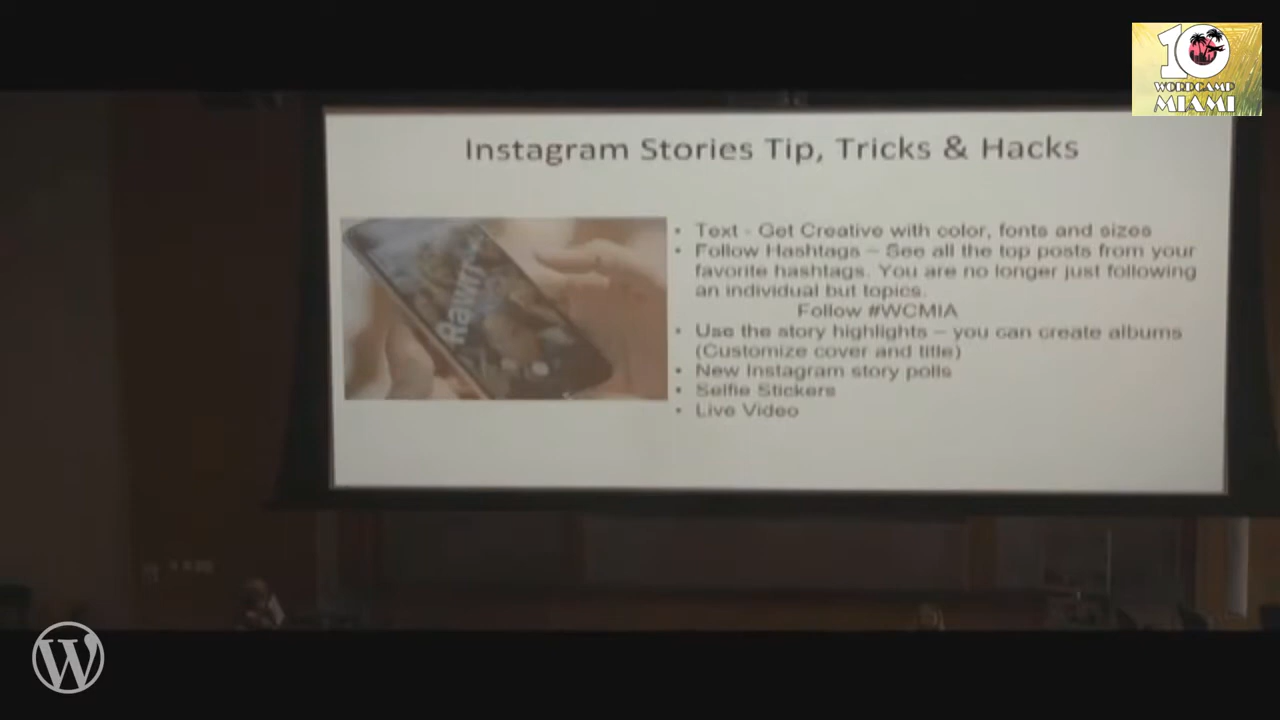 10
WORDCAMP
MIAMI
Instagram Stories Tip, Tricks & Hacks
• Text - Get Creative with color, fonts and sizes
• Follow Hashtags – See all the top posts from your
favorite hashtags. You are no longer just following
an individual but topics.
Follow #WCMIA
• Use the story highlights – you can create albums
(Customize cover and title)
• New Instagram story polls
• Selfie Stickers
• Live Video
Rawr
W